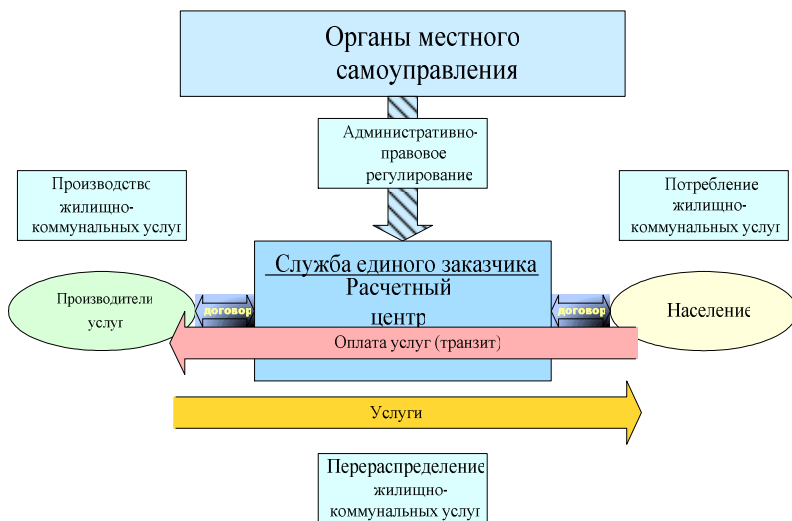 Органы местного
самоуправления
Административно-
правовое
регулирование
Производство
жилищно-
коммунальных услуг
Потребление
жилищно-
коммунальных услуг
Служба единого заказчика
Расчетный
центр
Производители
услуг
договор
договор
Население
Оплата услуг (транзит)
Услуги
Перераспределение
жилищно-
коммунальных услуг